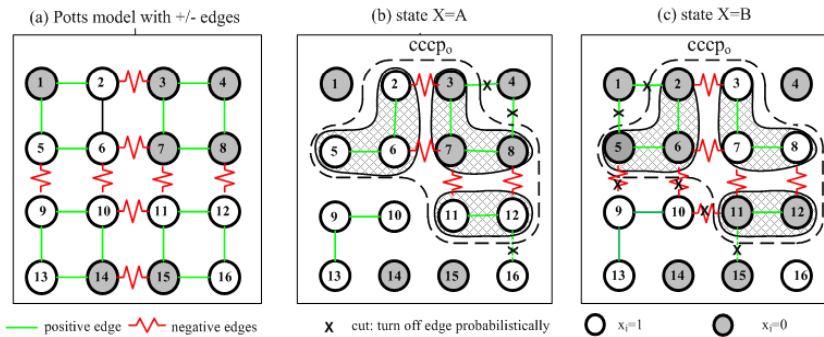 (a) Potts model with +/- edges
(b) state X=A
(c) state X=B
cccpo
cccpo
1 2 3 4
5 6 7 8
9 10 11 12
13 14 15 16
2 3 4
5 6 7 8
9 10 11 12
13 14 15 16
1 2 3 4
5 6 7 8
9 10 11 12
13 14 15 16
X X
X X X
X X
X X
positive edge
negative edges
X cut: turn off edge probabilistically
xi=1
xi=0